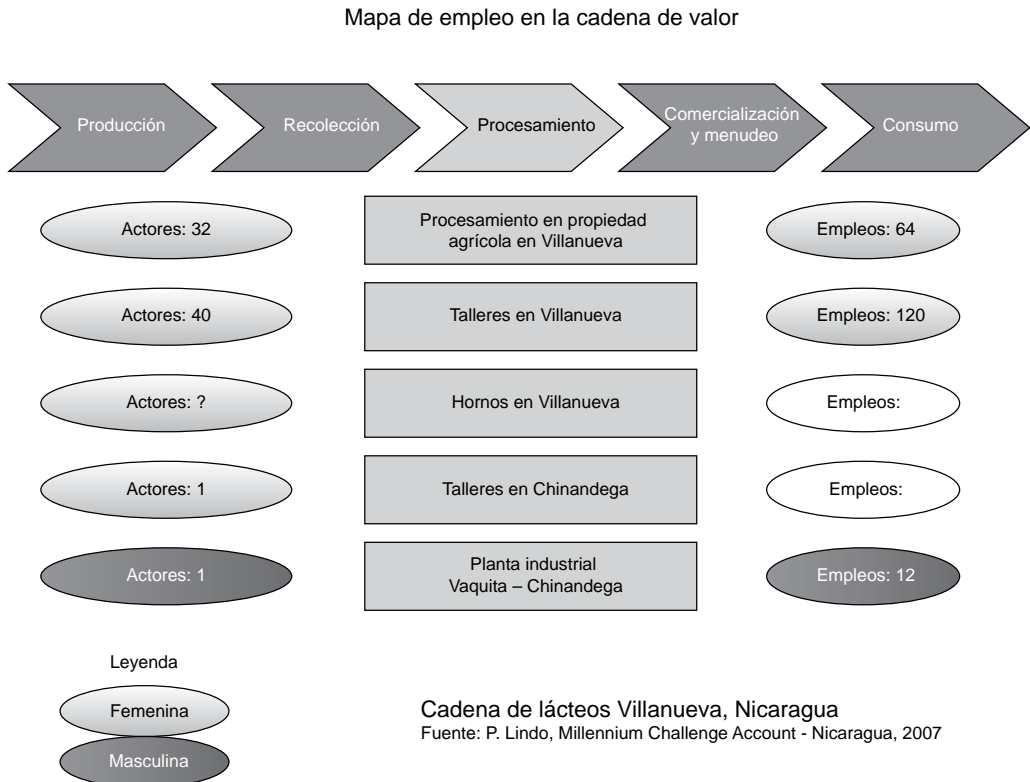 Mapa de empleo en la cadena de valor
Producción
Recolección
Procesamiento
Comercialización
y menudeo
Consumo
Actores: 32
Procesamiento en propiedad
agrícola en Villanueva
Empleos: 64
Actores: 40
Talleres en Villanueva
Empleos: 120
Actores: ?
Hornos en Villanueva
Empleos:
Actores: 1
Talleres en Chinandega
Empleos:
Actores: 1
Planta industrial
Vaquita – Chinandega
Empleos: 12
Leyenda
Femenina
Masculina
Cadena de lácteos Villanueva, Nicaragua
Fuente: P. Lindo, Millennium Challenge Account - Nicaragua, 2007